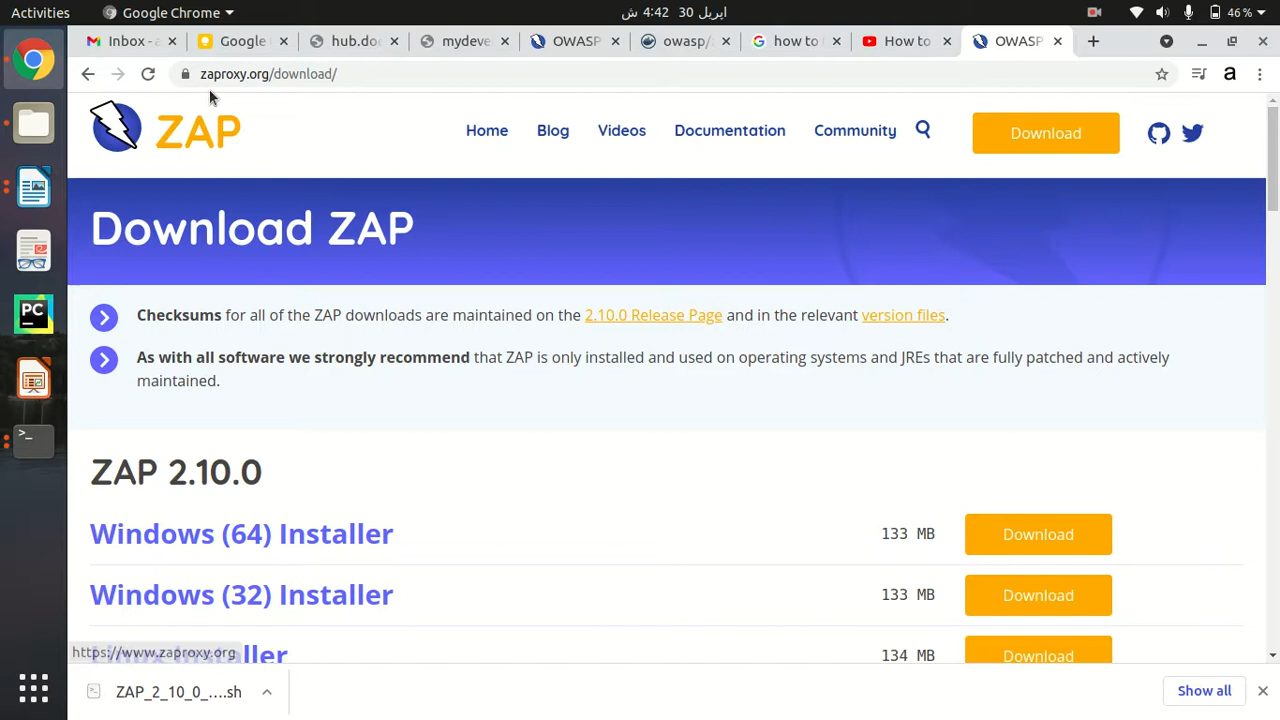 Activities
Google Chrome
اپریل 30 4:42 ش
46 %
Inbox - a
Google
hub.do
mydeve
OWASP
owasp/
how to
How to
OWASP
zaproxy.org/download/
a
ZAP
Home
Blog
Videos
Documentation
Community
Download
Download ZAP
Checksums for all of the ZAP downloads are maintained on the 2.10.0 Release Page and in the relevant version files.
As with all software we strongly recommend that ZAP is only installed and used on operating systems and JREs that are fully patched and actively
maintained.
PC
ZAP 2.10.0
Windows (64) Installer 133 MB Download
Windows (32) Installer 133 MB Download
Linux Installer 134 MB Download
https://www.zaproxy.org
ZAP_2_10_0_....sh
Show all